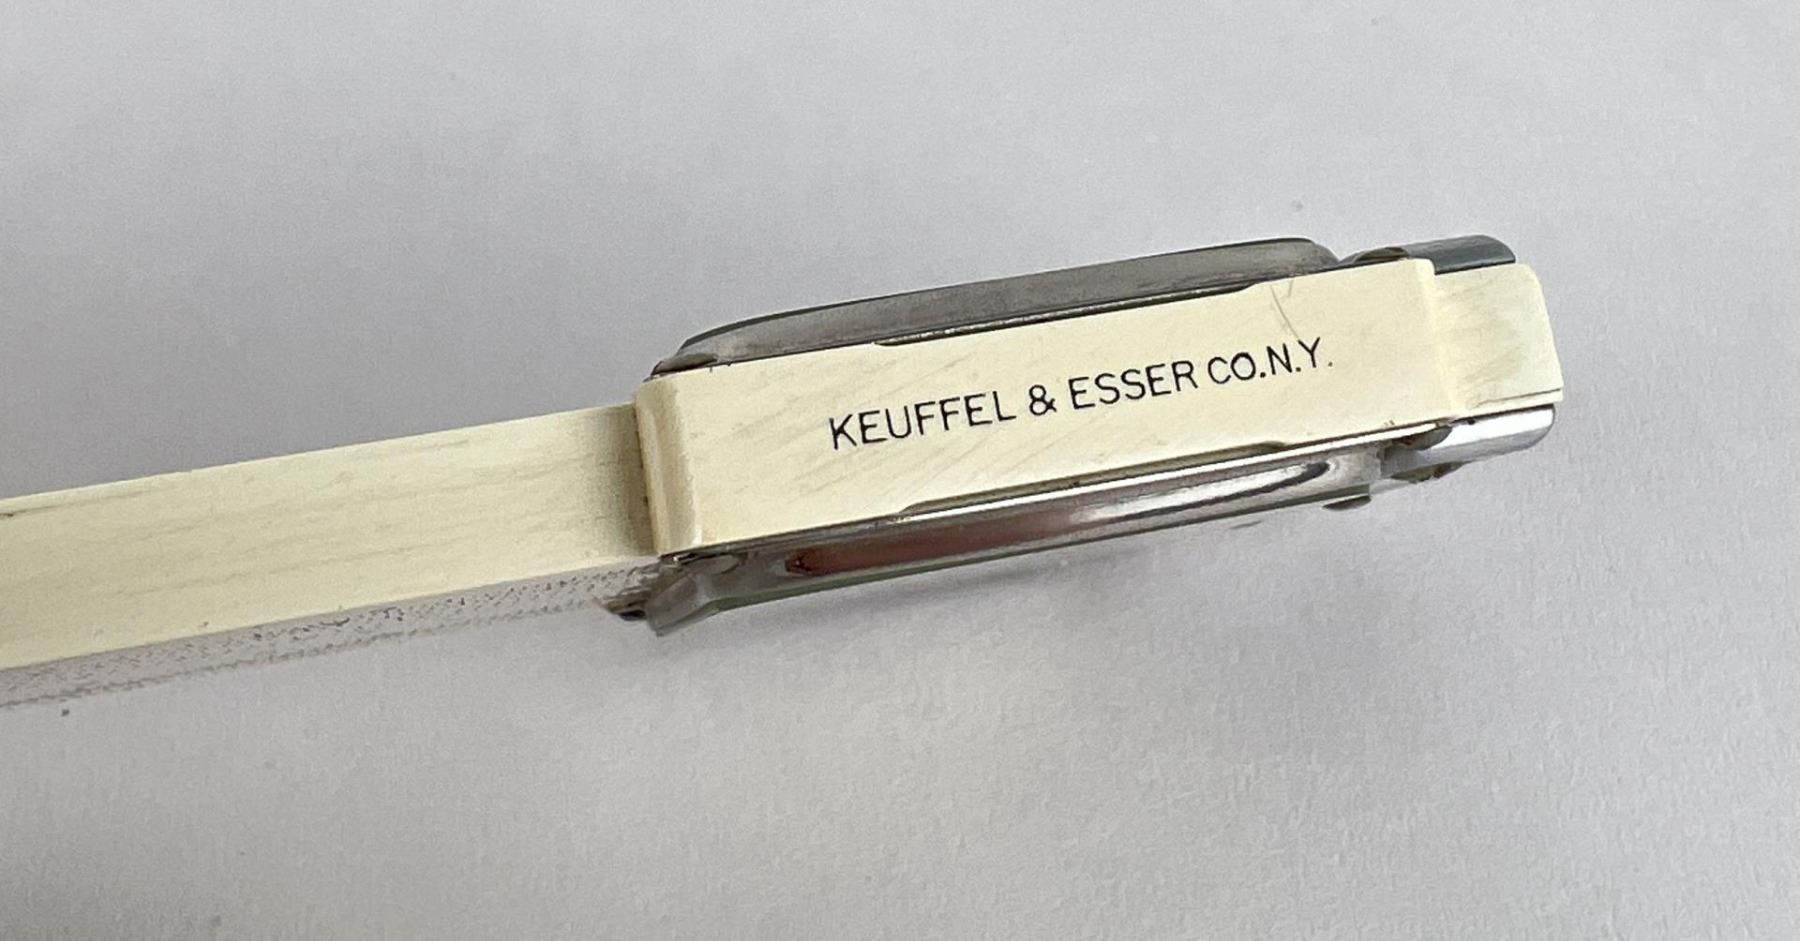 KEUFFEL & ESSER CO.N.Y.